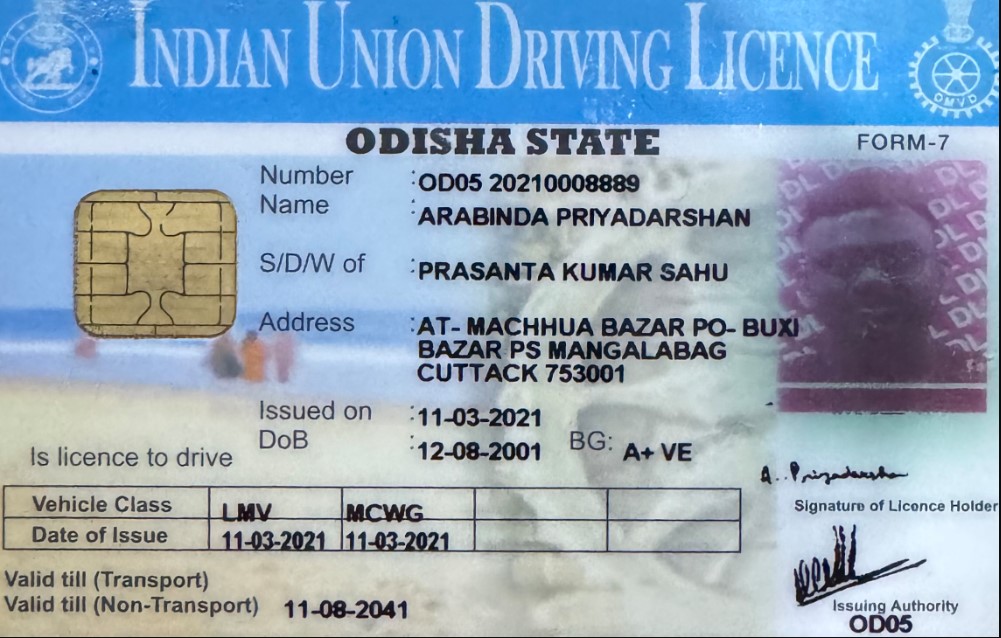 INDIAN UNION DRIVING LICENCE
OMVD
ODISHA STATE
FORM-7
Number :OD05 20210008889
Name :ARABINDA PRIYADARSHAN
S/D/W of :PRASANTA KUMAR SAHU
Address :AT- MACHHUA BAZAR PO- BUXI
BAZAR PS MANGALABAG
CUTTACK 753001
Issued on :11-03-2021
DoB :12-08-2001 BG: A+ VE
Is licence to drive
A. Priyadarshan
Signature of Licence Holder
Vehicle Class LMV MCWG
Date of Issue 11-03-2021 11-03-2021
Valid till (Transport)
Valid till (Non-Transport) 11-08-2041
Issuing Authority
OD05